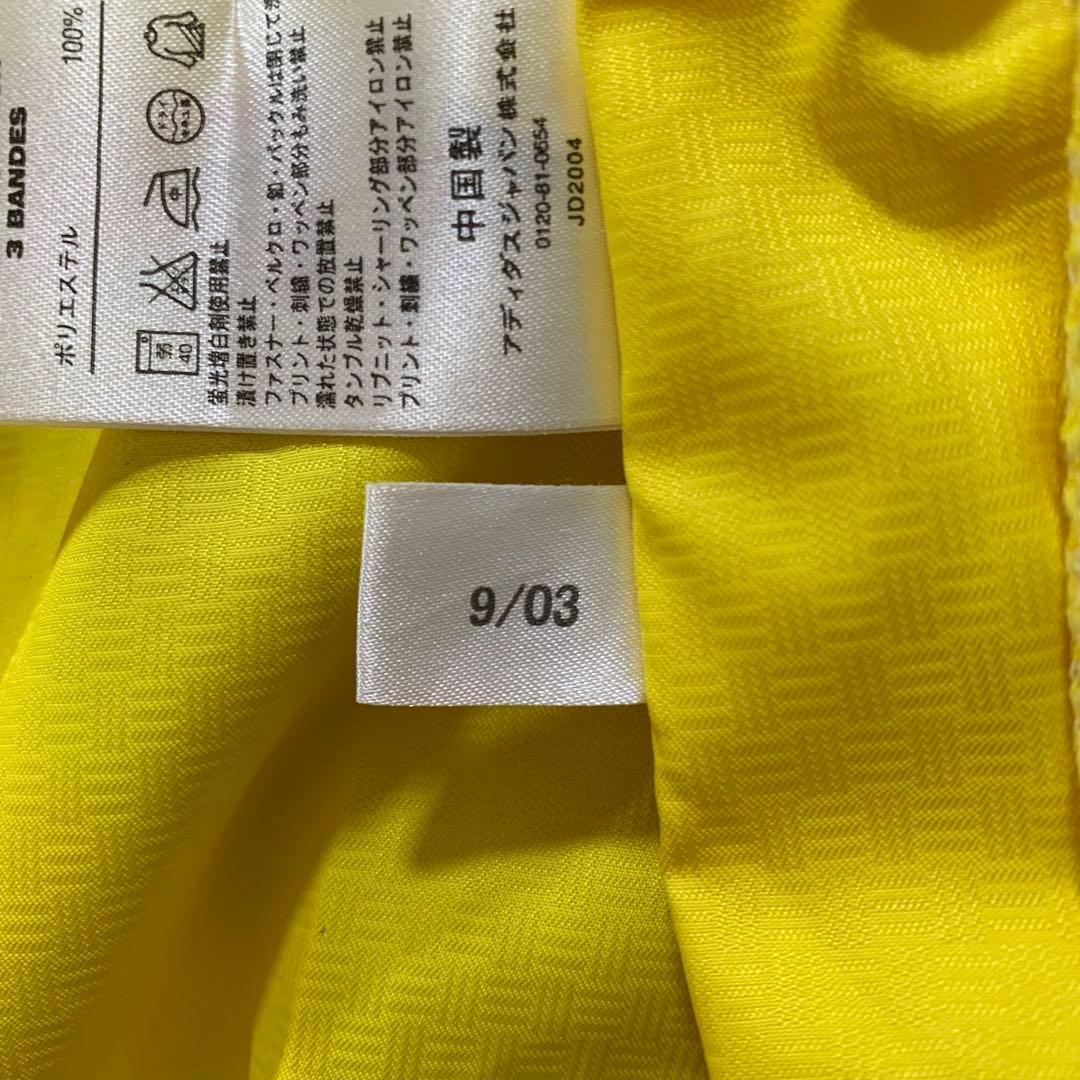 3 BANDES
ポリエステル 100%
弱
40
ドライ
蛍光増白剤使用禁止
漬け置き禁止
ファスナー・ベルクロ・釦・バックルは閉じて洗
プリント・刺繍・ワッペン部分もみ洗い禁止
濡れた状態での放置禁止
タンブル乾燥禁止
リブニット・シャーリング部分アイロン禁止
プリント・刺繍・ワッペン部分アイロン禁止
中国製
アディダスジャパン株式会社
0120-81-0654
JD2004
9/03